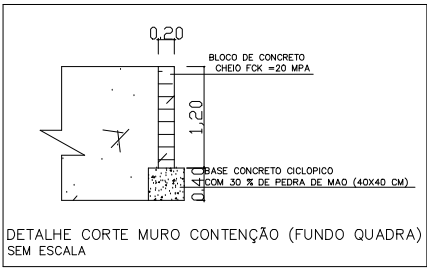 0,20
BLOCO DE CONCRETO
CHEIO FCK =20 MPA
1,20
0,40
BASE CONCRETO CICLOPICO
COM 30 % DE PEDRA DE MAO (40X40 CM)
DETALHE CORTE MURO CONTENÇÃO (FUNDO QUADRA)
SEM ESCALA